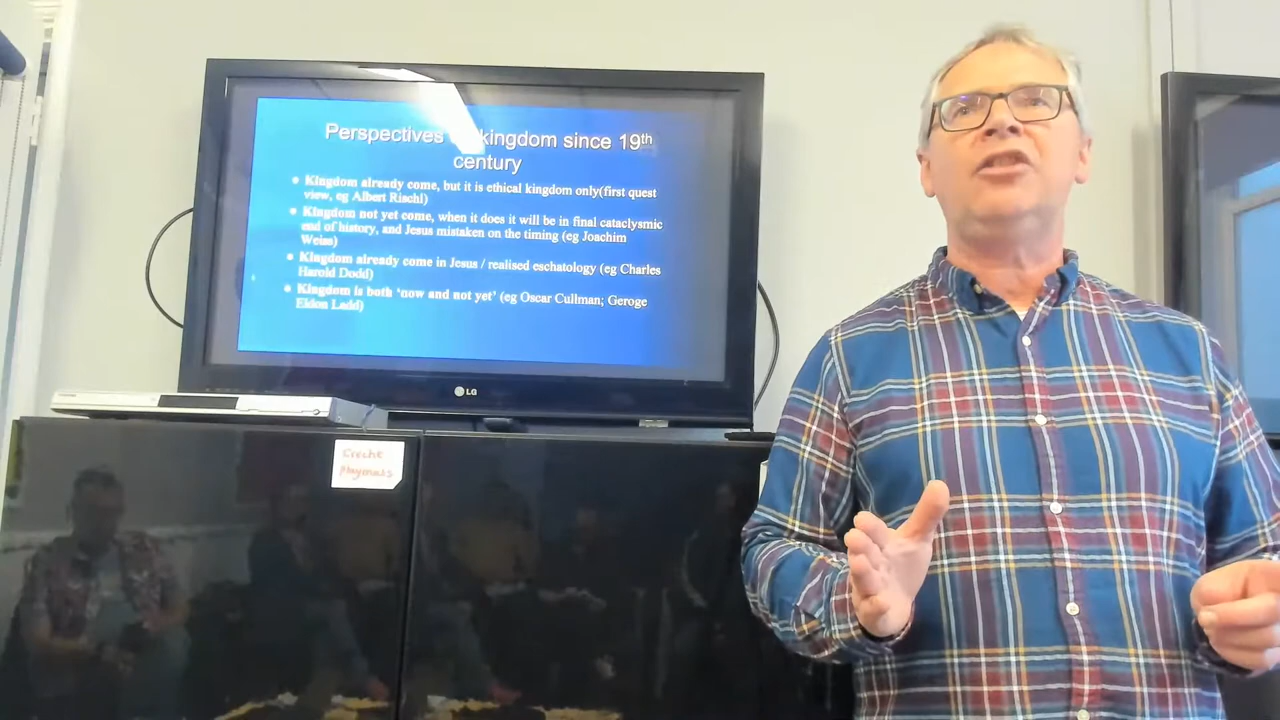 Perspectives kingdom since 19th
century
• Kingdom already come, but it is ethical kingdom only(first quest
view, eg Albert Rischl)
• Kingdom not yet come, when it does it will be in final cataclysmic
end of history, and Jesus mistaken on the timing (eg Joachim
Weiss)
• Kingdom already come in Jesus / realised eschatology (eg Charles
Harold Dodd)
• Kingdom is both ‘now and not yet’ (eg Oscar Cullman; Geroge
Eldon Ladd)
LG
Creche
Playmats